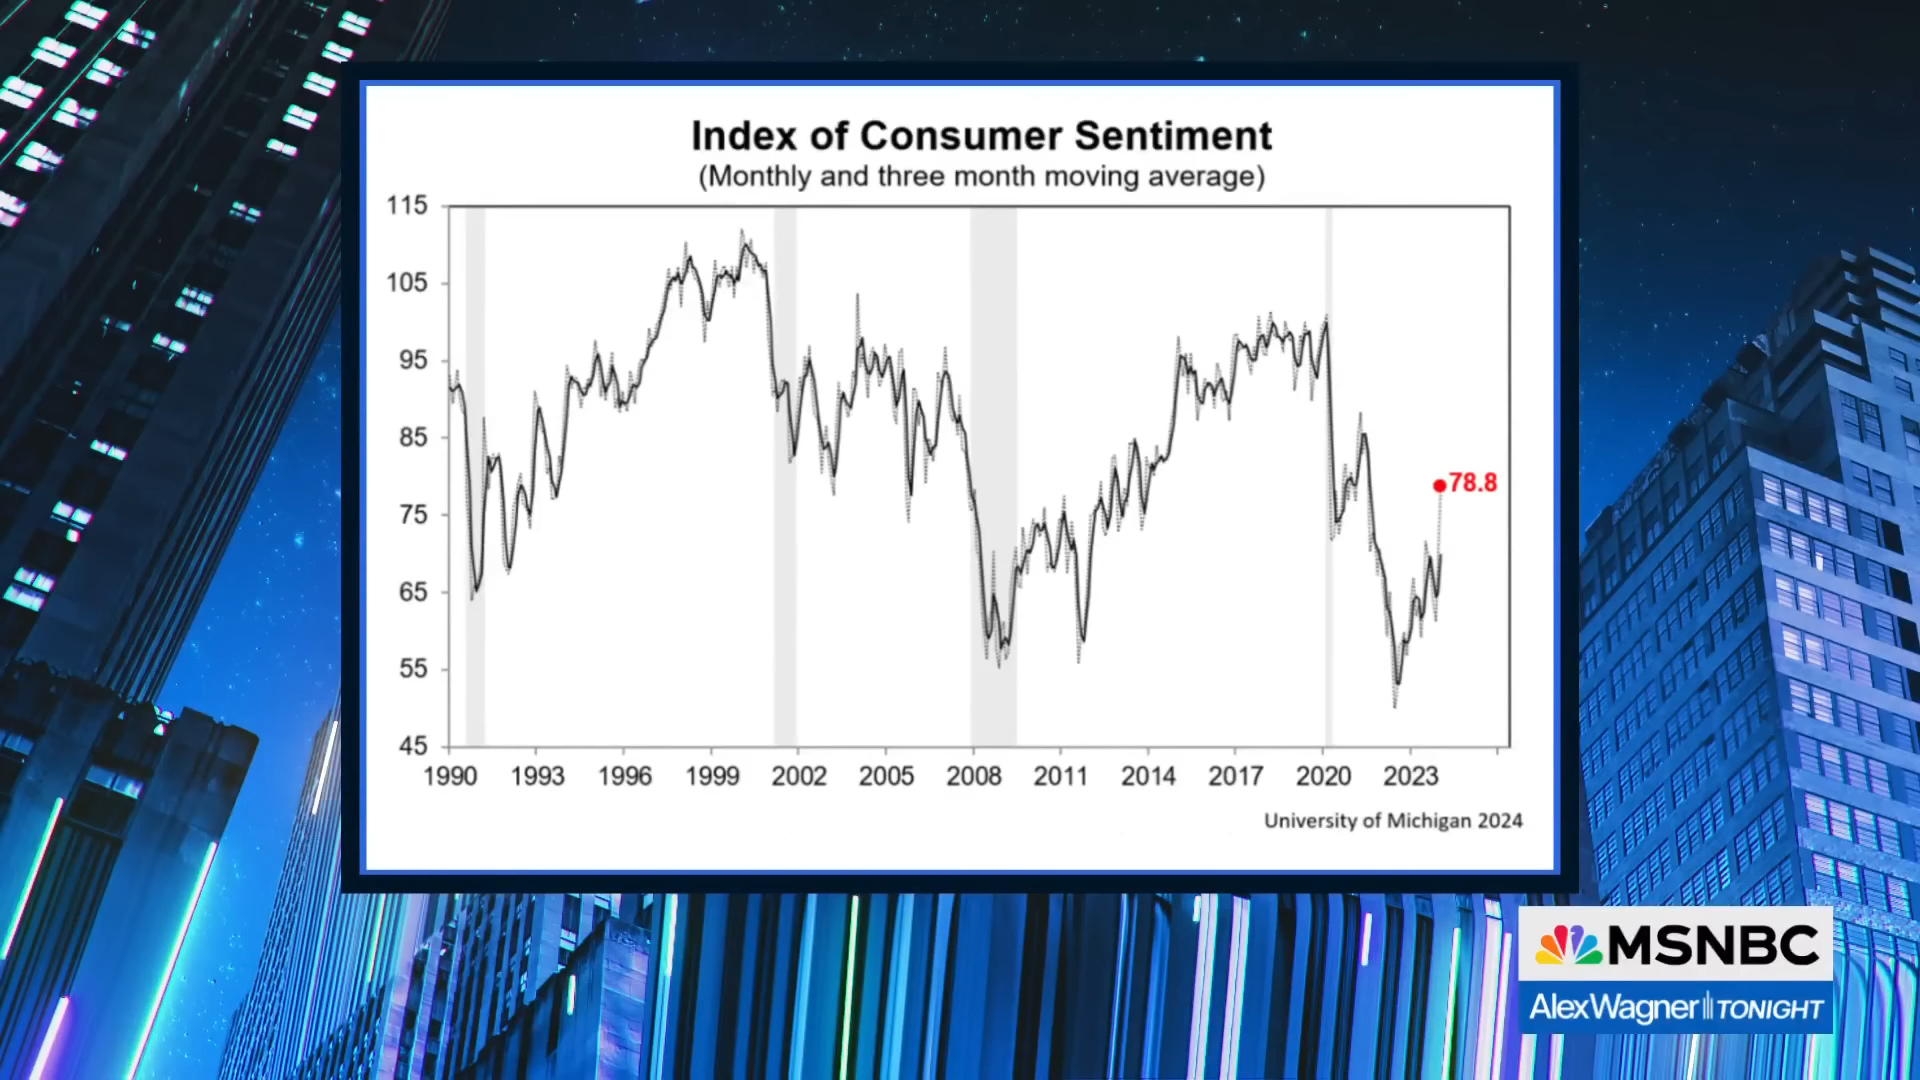 Index of Consumer Sentiment
(Monthly and three month moving average)
115
105
95
85
75
65
55
45
78.8
1990 1993 1996 1999 2002 2005 2008 2011 2014 2017 2020 2023
University of Michigan 2024
MSNBC
AlexWagner TONIGHT